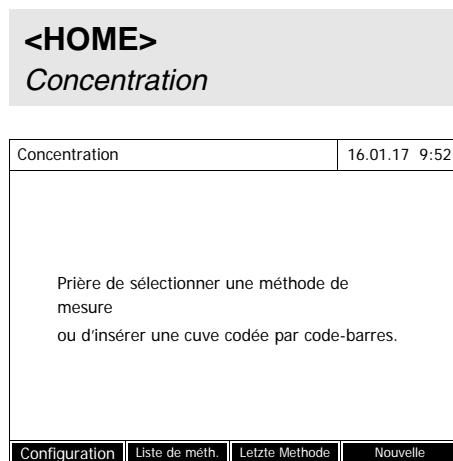 <HOME>
Concentration
Concentration 16.01.17 9:52
Prière de sélectionner une méthode de
mesure
ou d'insérer une cuve codée par code-barres.
Configuration Liste de méth. Letzte Methode Nouvelle